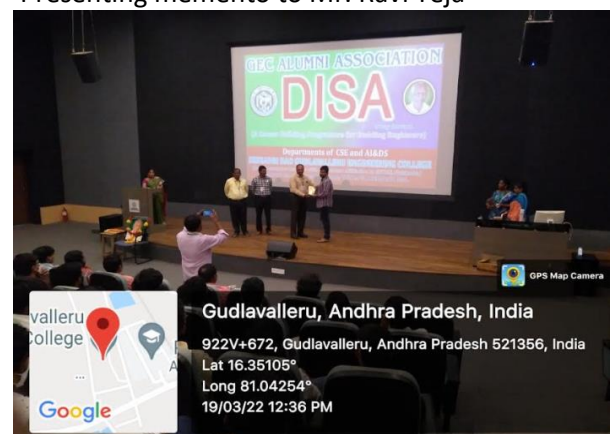 Presenting memento to Mr. Ravi Teja
GEC ALUMNI ASSOCIATION
DISA
Departments of CSE and AI&DS
GPS Map Camera
valleru
College
Google
Gudlavalleru, Andhra Pradesh, India
922V+672, Gudlavalleru, Andhra Pradesh 521356, India
Lat 16.35105°
Long 81.04254°
19/03/22 12:36 PM